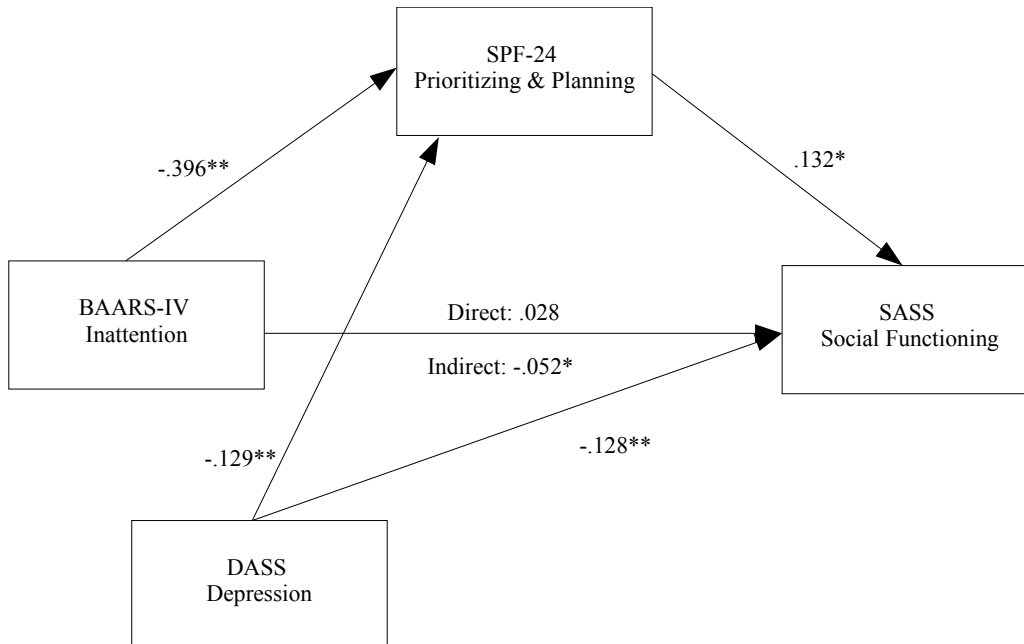 SPF-24
Prioritizing & Planning
-.396**
.132*
BAARS-IV
Inattention
Direct: .028
Indirect: -.052*
SASS
Social Functioning
-.129**
-.128**
DASS
Depression